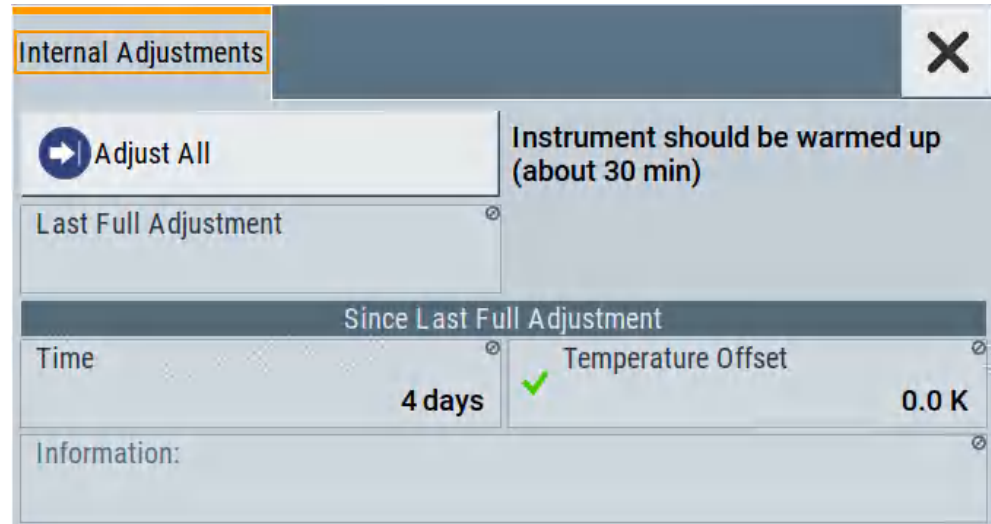 Internal Adjustments
Adjust All
Instrument should be warmed up
(about 30 min)
Last Full Adjustment
Since Last Full Adjustment
Time
4 days
Temperature Offset
0.0 K
Information: